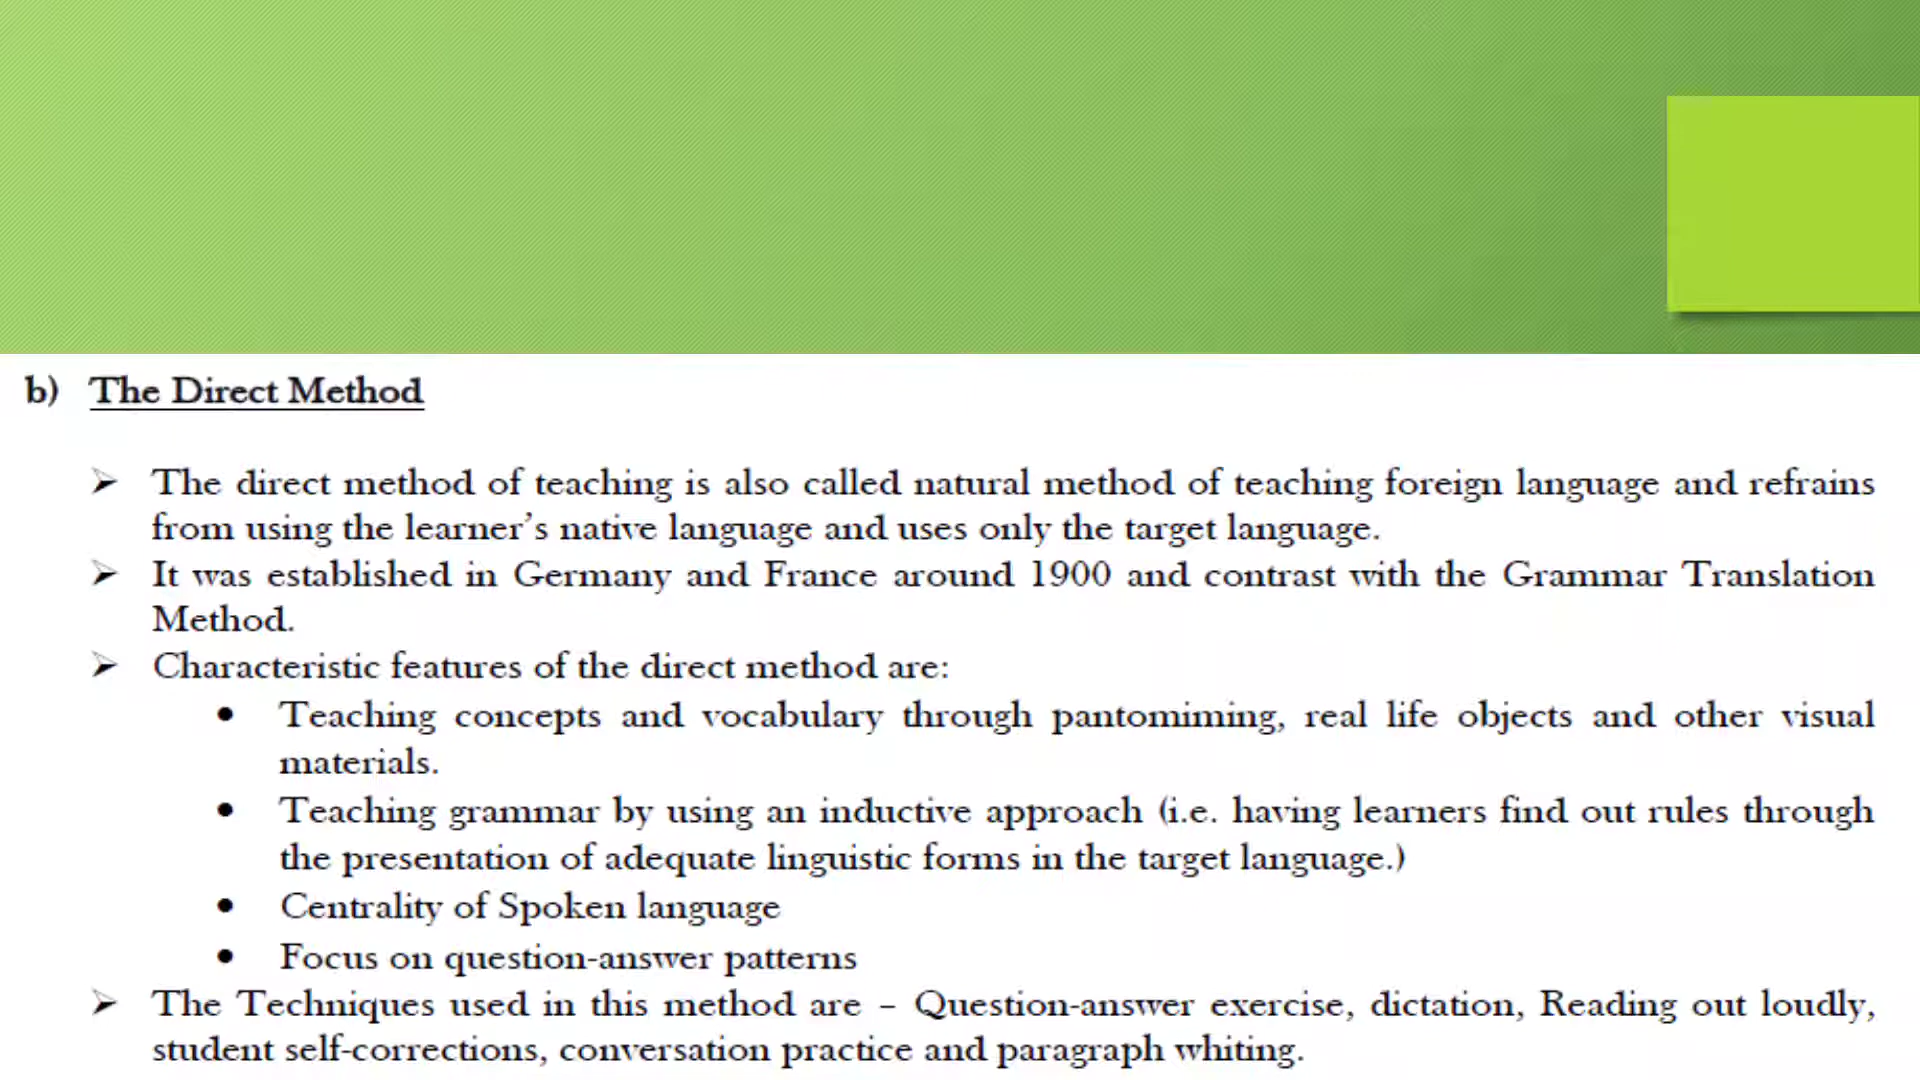 b) The Direct Method
➢ The direct method of teaching is also called natural method of teaching foreign language and refrains
from using the learner’s native language and uses only the target language.
➢ It was established in Germany and France around 1900 and contrast with the Grammar Translation
Method.
➢ Characteristic features of the direct method are:
• Teaching concepts and vocabulary through pantomiming, real life objects and other visual
materials.
• Teaching grammar by using an inductive approach (i.e. having learners find out rules through
the presentation of adequate linguistic forms in the target language.)
• Centrality of Spoken language
• Focus on question-answer patterns
➢ The Techniques used in this method are – Question-answer exercise, dictation, Reading out loudly,
student self-corrections, conversation practice and paragraph whiting.